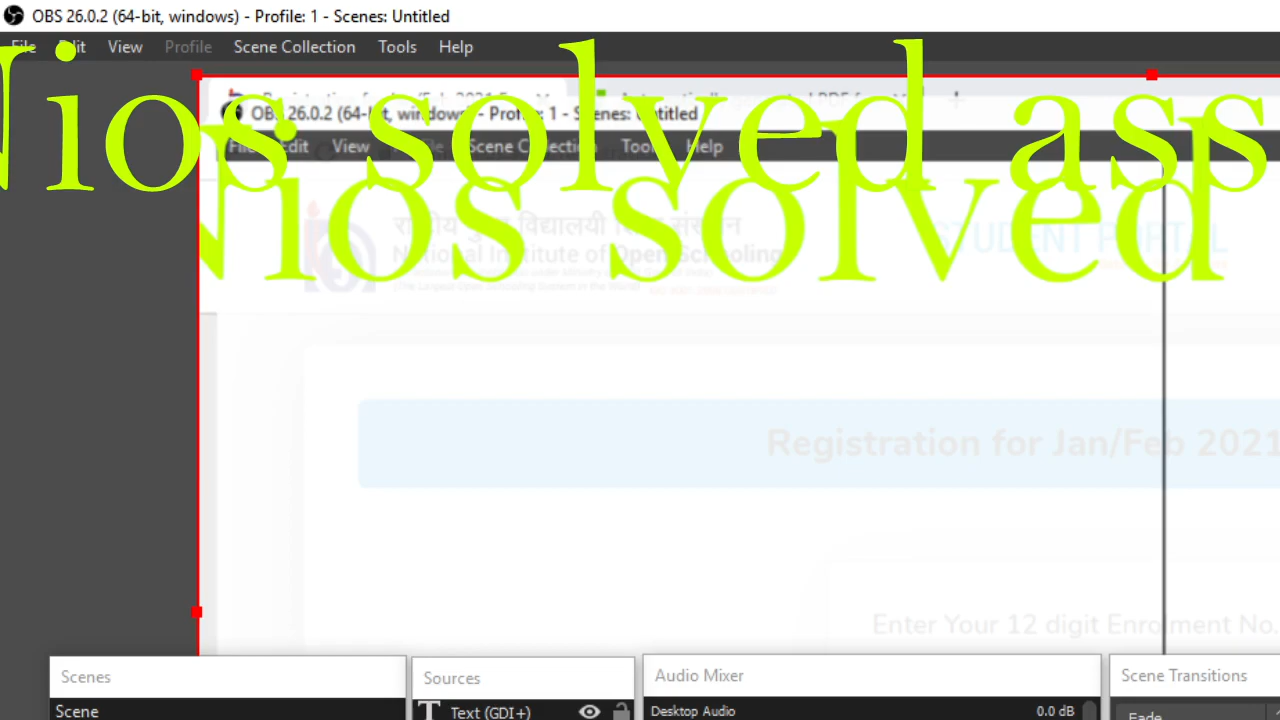 OBS 26.0.2 (64-bit, windows) - Profile: 1 - Scenes: Untitled
File Edit View Profile Scene Collection Tools Help
Nios solved ass
OBS 26.0.2 (64-bit, windows) - Profile: 1 - Scenes: Untitled
File Edit View Scene Collection Tools Help
Nios solved
राष्ट्रीय मुक्त विद्यालयी शिक्षा संस्थान
National Institute of Open Schooling
STUDENT PORTAL
Registration for Jan/Feb 2021
Enter Your 12 digit Enrolment No.
Scenes
Sources
Audio Mixer
Scene Transitions
Scene
Text (GDI+)
Desktop Audio
0.0 dB
Fade